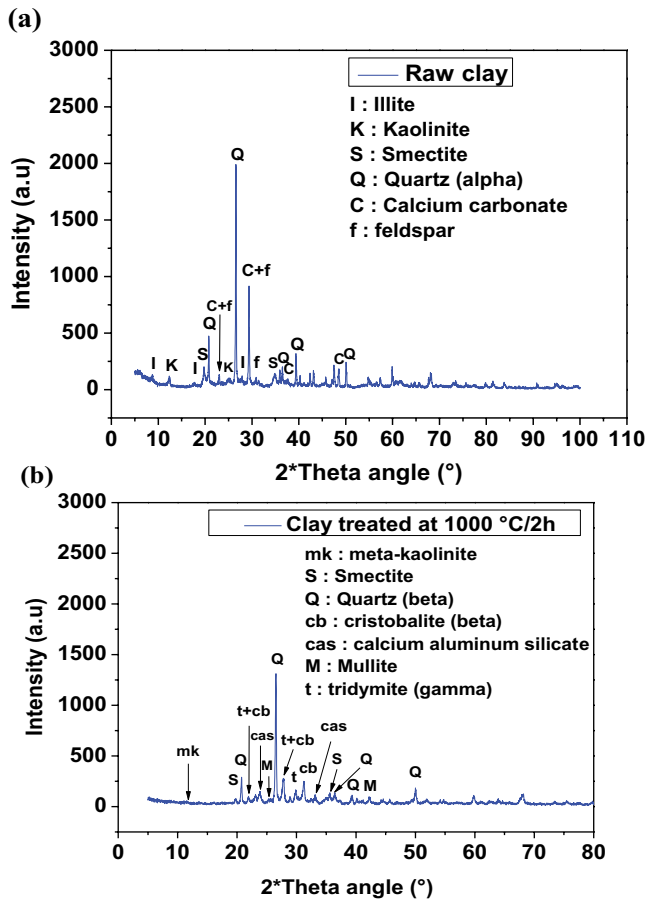 (a)
3000
2500
2000
1500
1000
500
0
Intensity (a.u)
Raw clay
I : Illite
K : Kaolinite
S : Smectite
Q : Quartz (alpha)
C : Calcium carbonate
f : feldspar
Q
C+f
C+f
Q
S
I
K
I
K
I
f
S
Q
C
Q
C
Q
0 10 20 30 40 50 60 70 80 90 100 110
2*Theta angle (°)
(b)
3000
2500
2000
1500
1000
500
0
Intensity (a.u)
Clay treated at 1000 °C/2h
mk : meta-kaolinite
S : Smectite
Q : Quartz (beta)
cb : cristobalite (beta)
cas : calcium aluminum silicate
M : Mullite
t : tridymite (gamma)
Q
t+cb
cas
t+cb
cas
mk
Q
M
S
t
cb
S
Q
Q
M
Q
0 10 20 30 40 50 60 70 80
2*Theta angle (°)